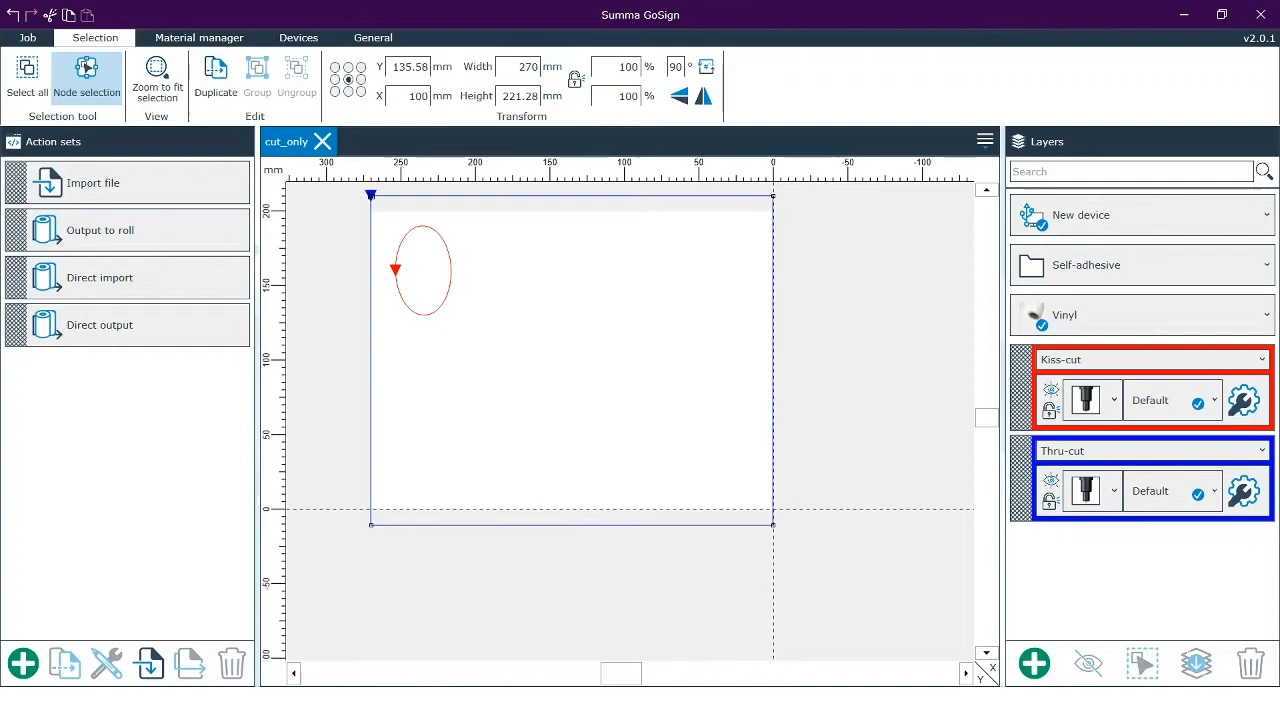 Summa GoSign
Job Selection Material manager Devices General v2.0.1
Select all Node selection Zoom to fit selection Duplicate Group Ungroup
Y 135.58 mm Width 270 mm 100 % 90 °
X 100 mm Height 221.28 mm 100 %
Selection tool View Edit Transform
Action sets
cut_only
Layers
mm 300 250 200 150 100 50 0 -50 -100
Search
Import file
Output to roll
Direct import
Direct output
200
150
100
50
0
-50
00
New device
Self-adhesive
Vinyl
Kiss-cut
Default
Thru-cut
Default
X
Y